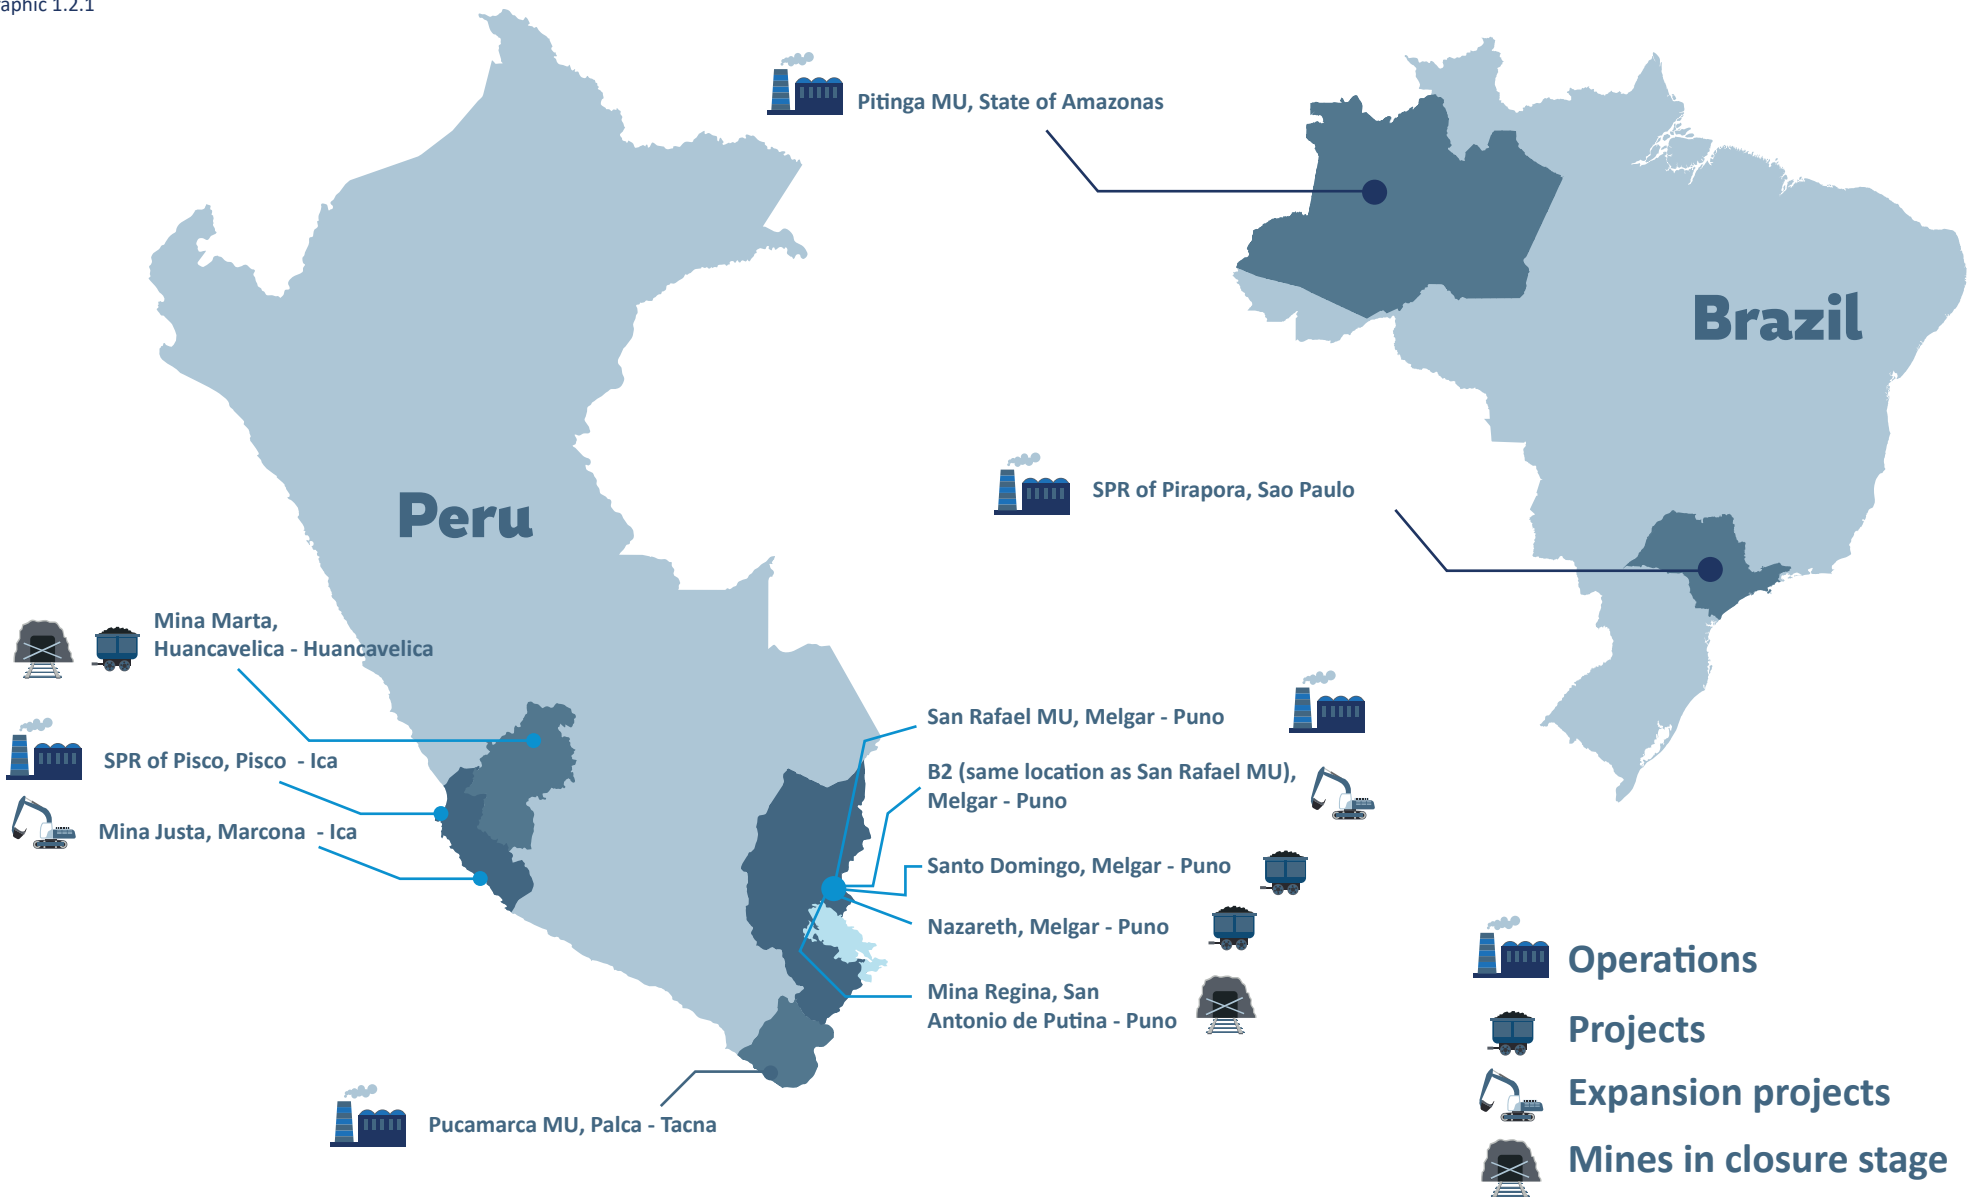 1.2.1
Pitinga MU, State of Amazonas
Brazil
SPR of Pirapora, Sao Paulo
Peru
Mina Marta,
Huancavelica - Huancavelica
SPR of Pisco, Pisco - Ica
Mina Justa, Marcona - Ica
San Rafael MU, Melgar - Puno
B2 (same location as San Rafael MU),
Melgar - Puno
Santo Domingo, Melgar - Puno
Nazareth, Melgar - Puno
Mina Regina, San
Antonio de Putina - Puno
Pucamarca MU, Palca - Tacna
Operations
Projects
Expansion projects
Mines in closure stage